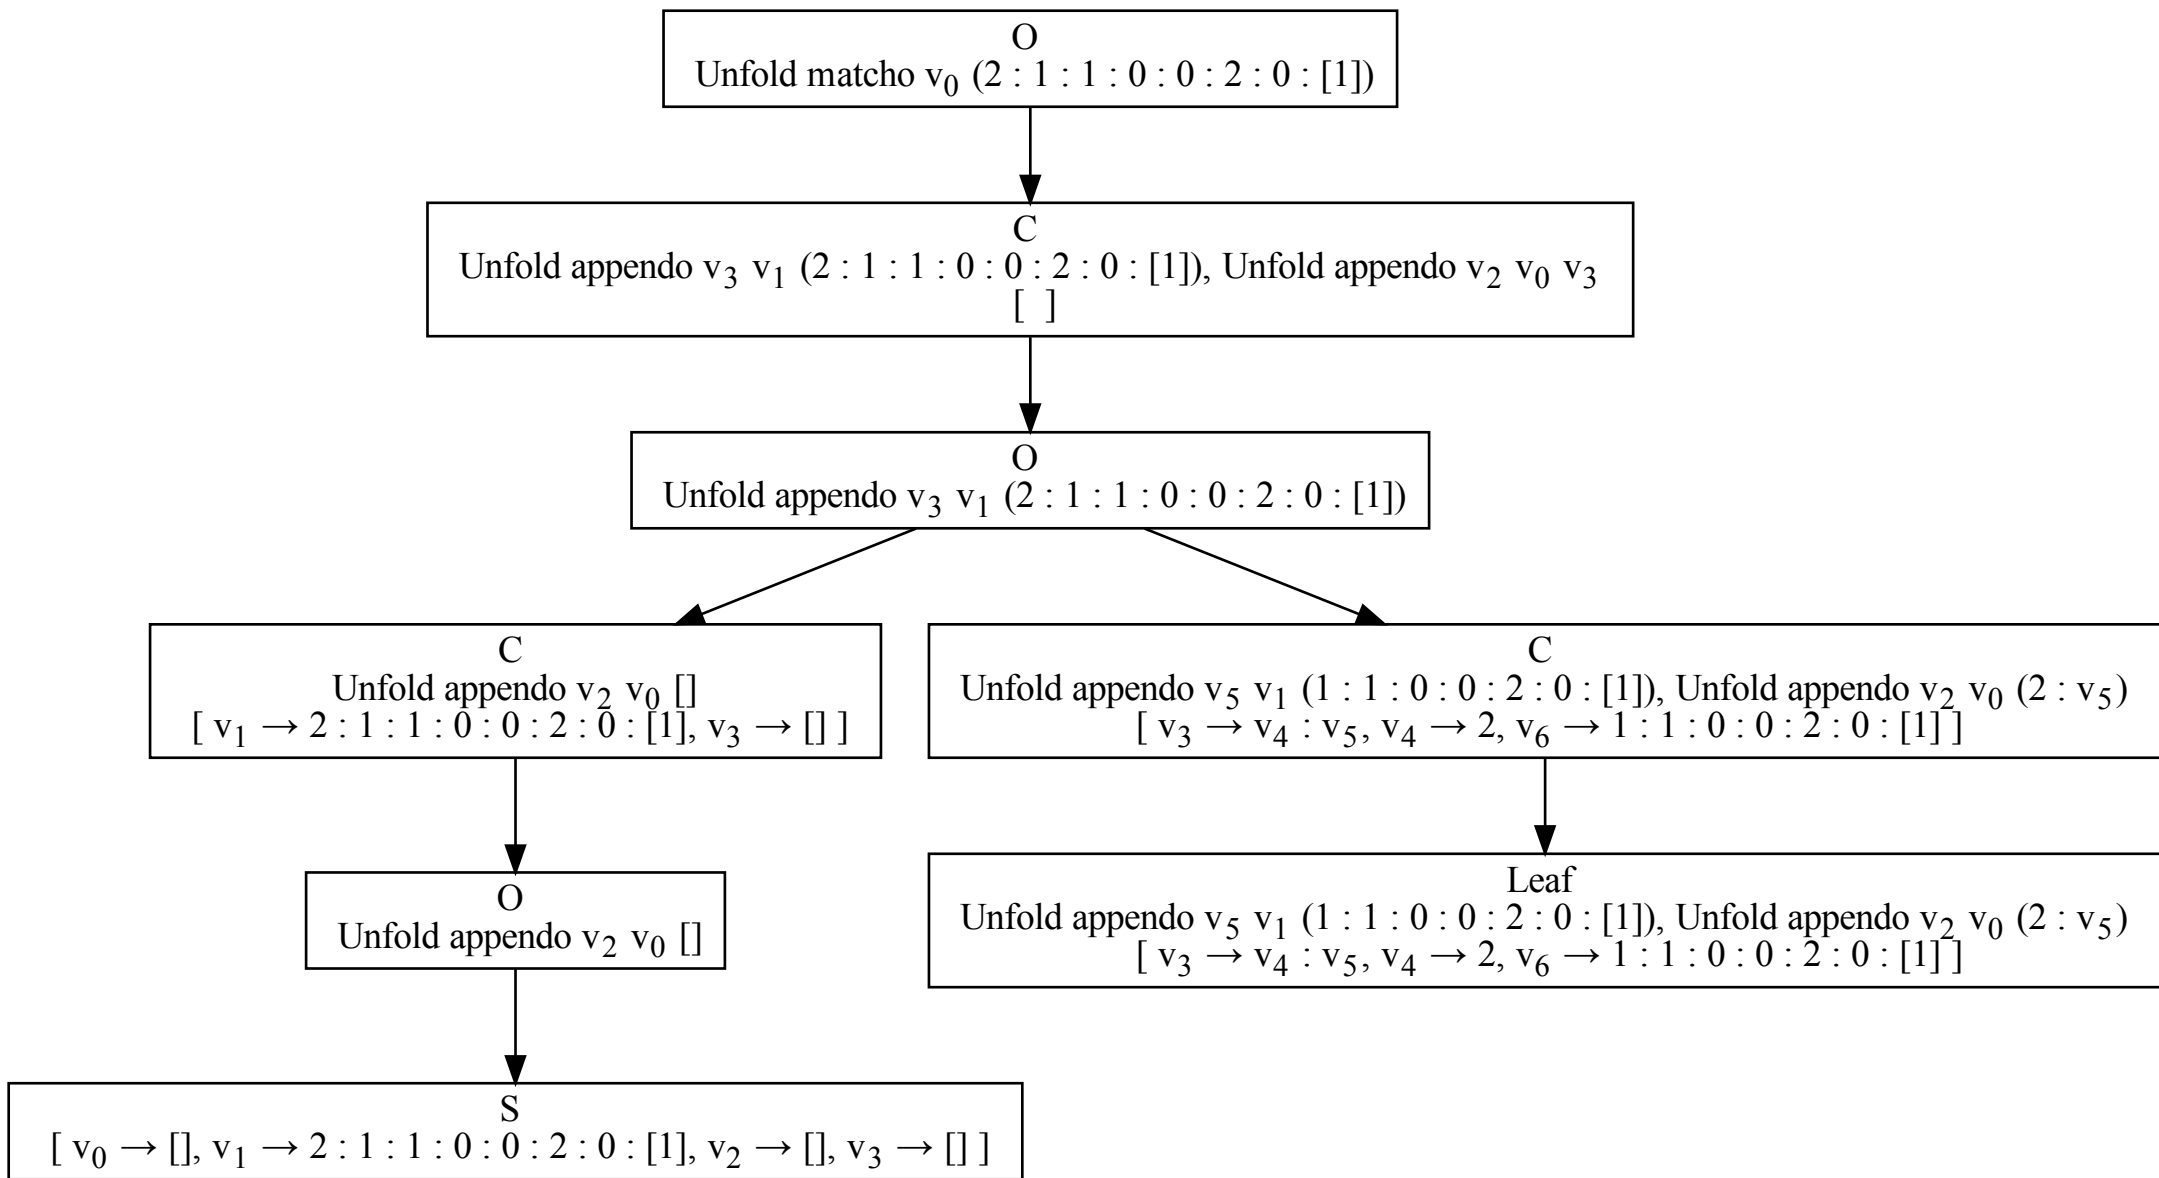 O
Unfold matcho v₀ (2 : 1 : 1 : 0 : 0 : 2 : 0 : [1])
C
Unfold appendo v₃ v₁ (2 : 1 : 1 : 0 : 0 : 2 : 0 : [1]), Unfold appendo v₂ v₀ v₃
[ ]
O
Unfold appendo v₃ v₁ (2 : 1 : 1 : 0 : 0 : 2 : 0 : [1])
C
Unfold appendo v₂ v₀ []
[ v₁ → 2 : 1 : 1 : 0 : 0 : 2 : 0 : [1], v₃ → [] ]
C
Unfold appendo v₅ v₁ (1 : 1 : 0 : 0 : 2 : 0 : [1]), Unfold appendo v₂ v₀ (2 : v₅)
[ v₃ → v₄ : v₅, v₄ → 2, v₆ → 1 : 1 : 0 : 0 : 2 : 0 : [1] ]
O
Unfold appendo v₂ v₀ []
Leaf
Unfold appendo v₅ v₁ (1 : 1 : 0 : 0 : 2 : 0 : [1]), Unfold appendo v₂ v₀ (2 : v₅)
[ v₃ → v₄ : v₅, v₄ → 2, v₆ → 1 : 1 : 0 : 0 : 2 : 0 : [1] ]
S
[ v₀ → [], v₁ → 2 : 1 : 1 : 0 : 0 : 2 : 0 : [1], v₂ → [], v₃ → [] ]